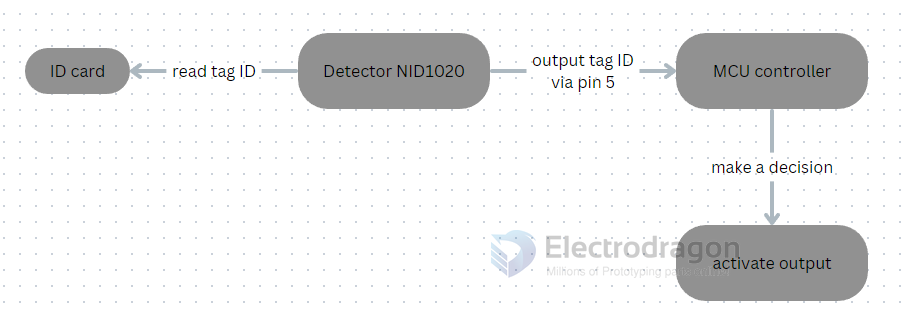 ID card
read tag ID
Detector NID1020
output tag ID
via pin 5
MCU controller
make a decision
Electrodragon
Millions of Prototyping
activate output